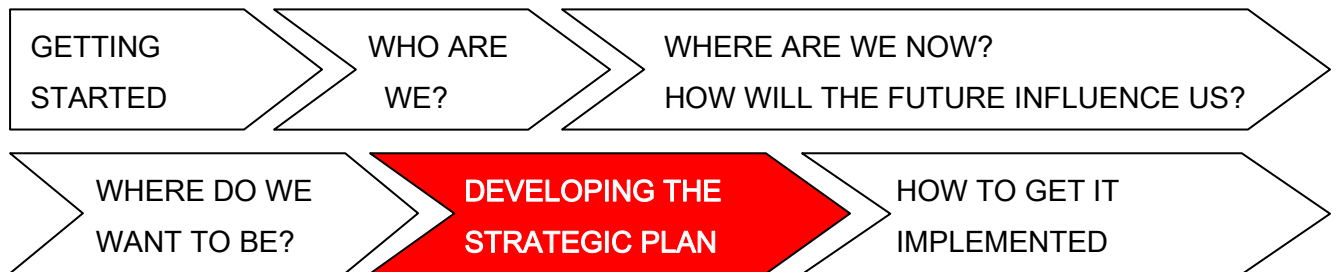 GETTING
STARTED
WHO ARE
WE?
WHERE ARE WE NOW?
HOW WILL THE FUTURE INFLUENCE US?
WHERE DO WE
WANT TO BE?
DEVELOPING THE
STRATEGIC PLAN
HOW TO GET IT
IMPLEMENTED